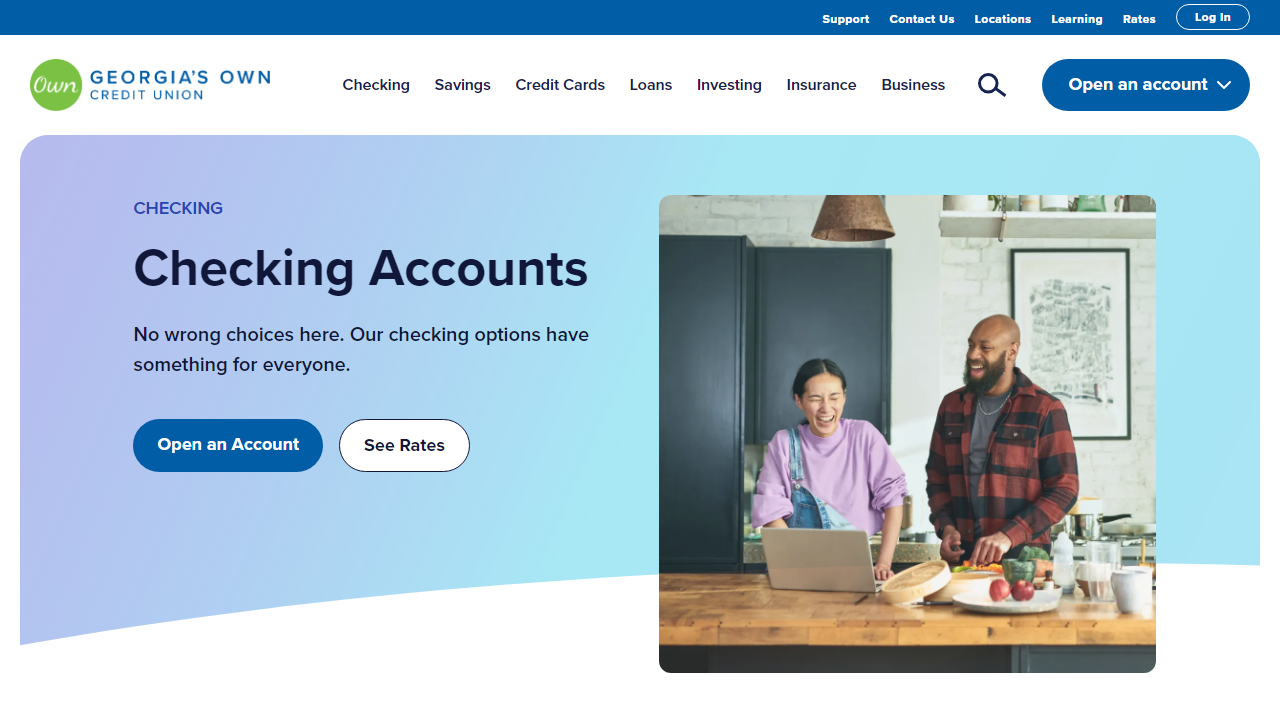 Support
Contact Us
Locations
Learning
Rates
Log In
Own
GEORGIA'S OWN
CREDIT UNION
Checking
Savings
Credit Cards
Loans
Investing
Insurance
Business
Open an account
CHECKING
Checking Accounts
No wrong choices here. Our checking options have
something for everyone.
Open an Account
See Rates